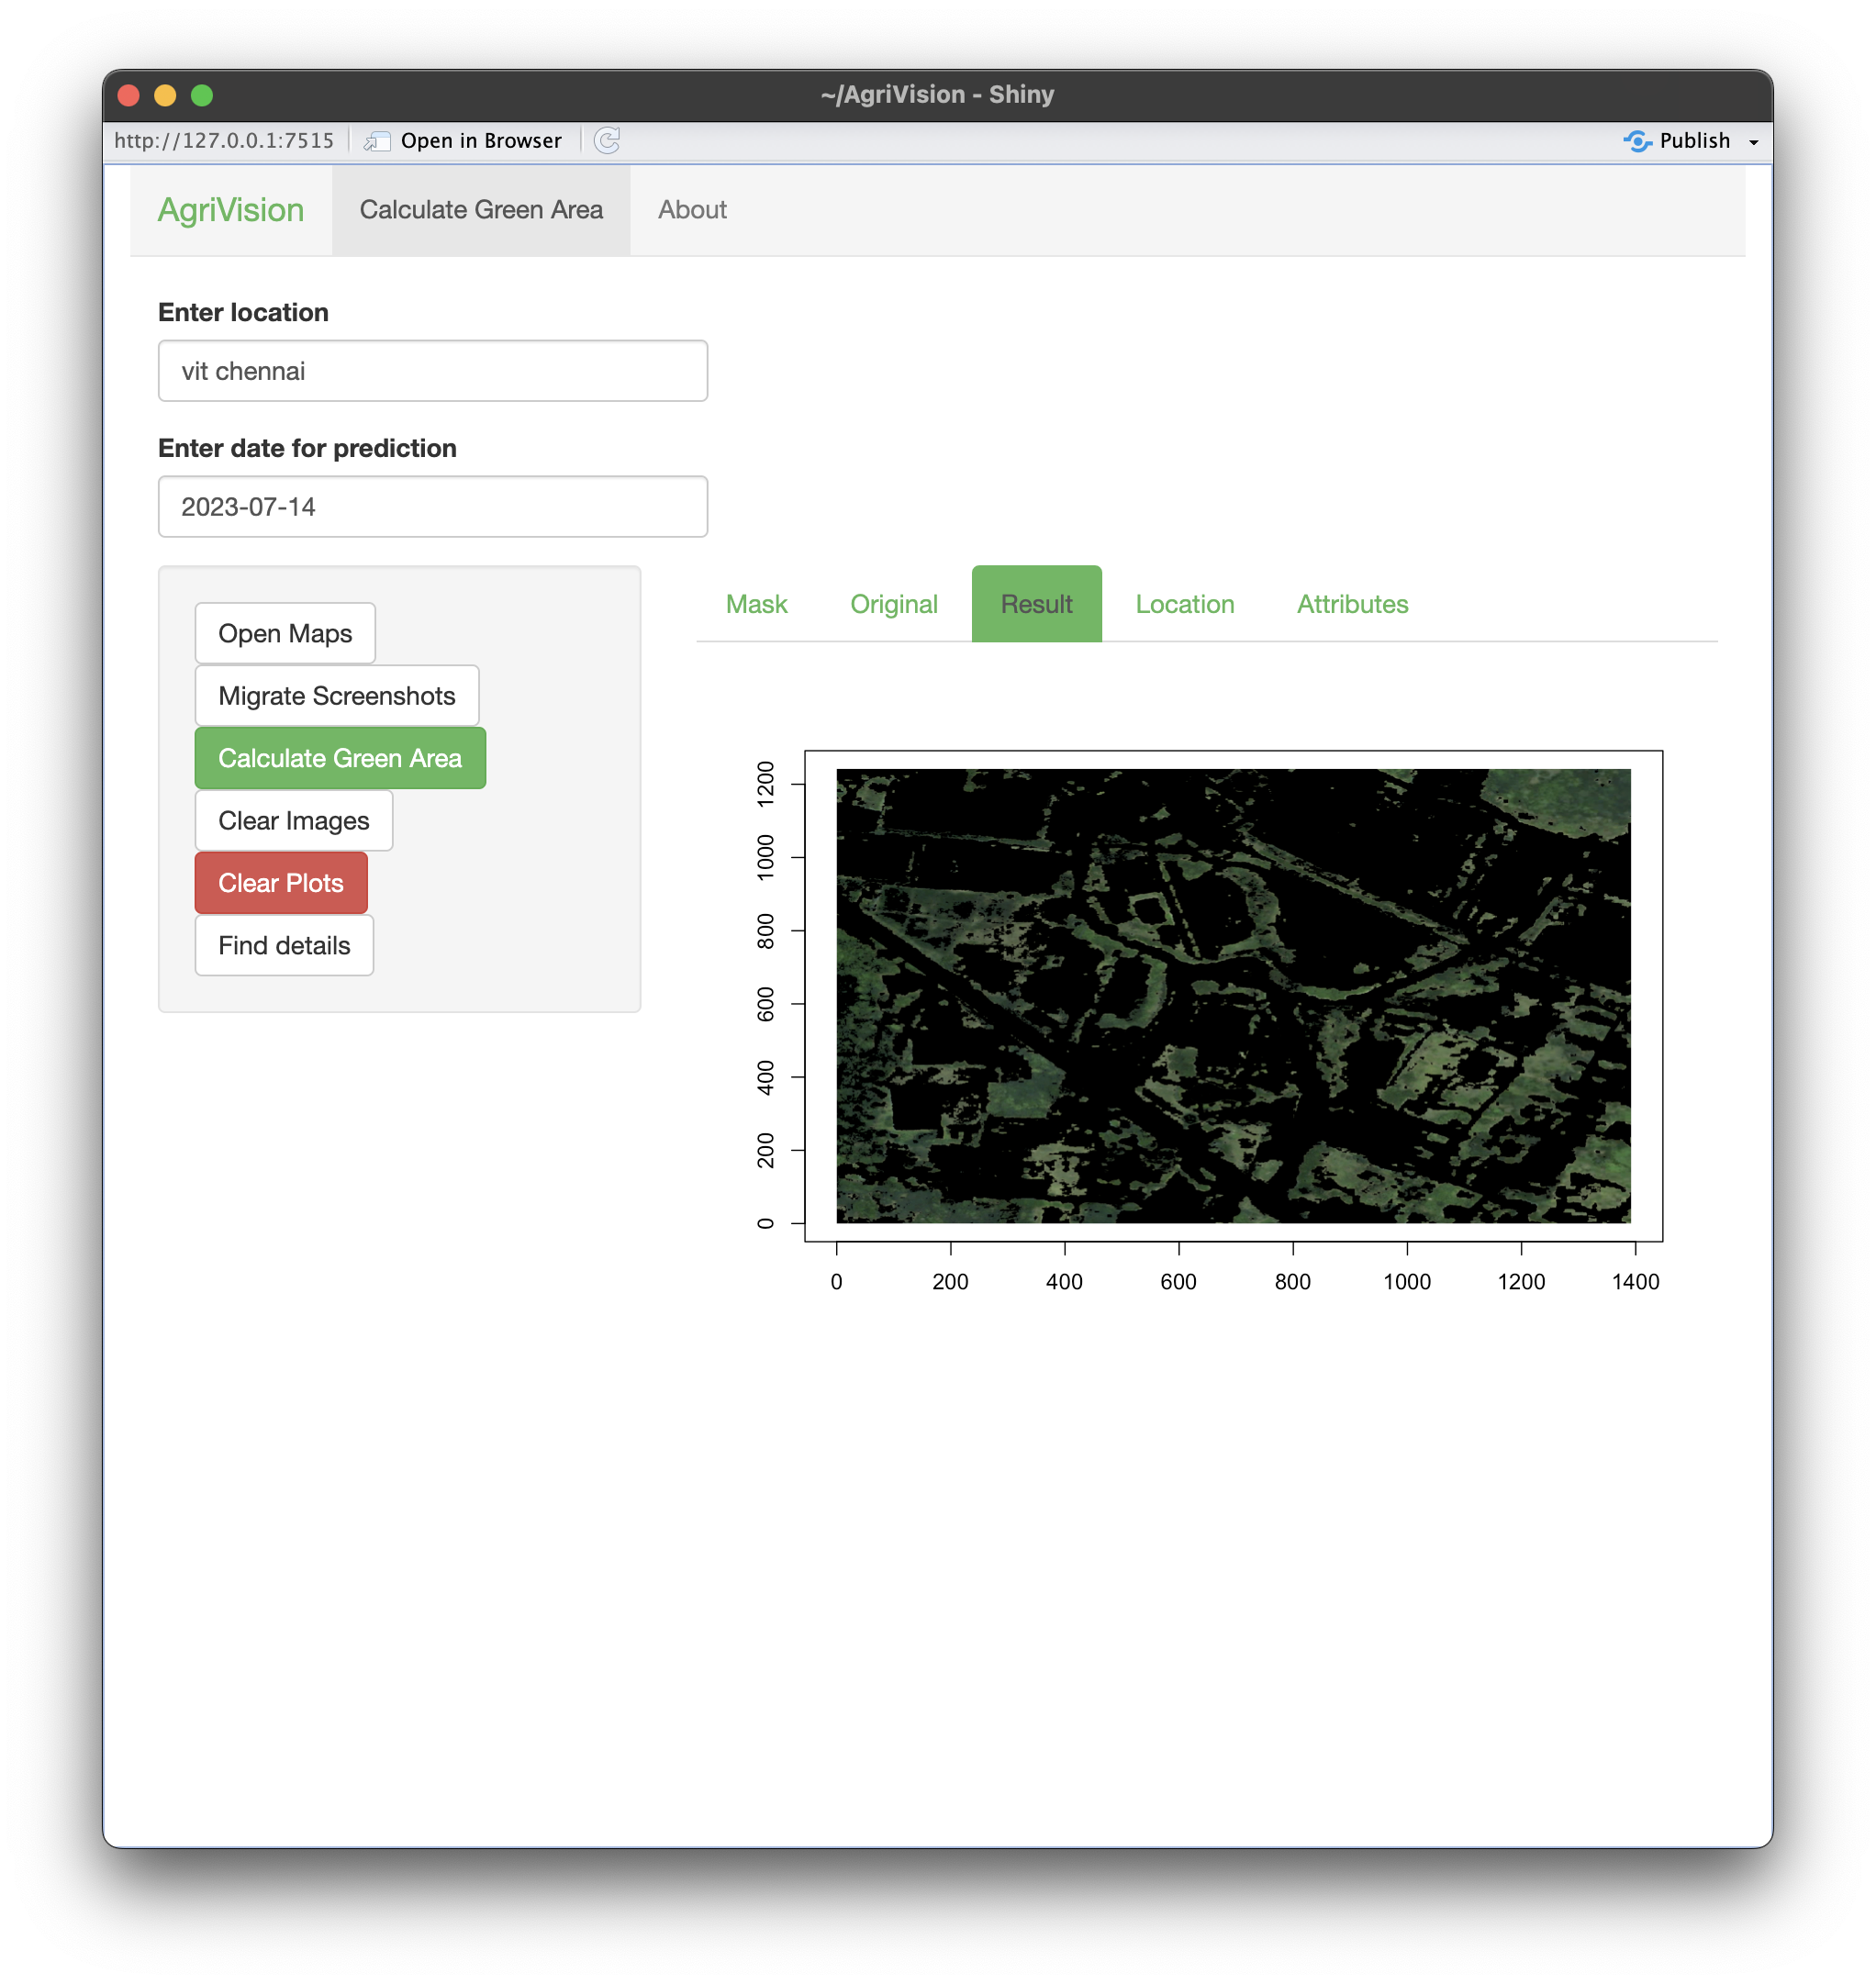 ~/AgriVision - Shiny
http://127.0.0.1:7515 Open in Browser Publish
AgriVision Calculate Green Area About
Enter location
vit chennai
Enter date for prediction
2023-07-14
Open Maps
Migrate Screenshots
Calculate Green Area
Clear Images
Clear Plots
Find details
Mask Original Result Location Attributes
1200
1000
800
600
400
200
0
0 200 400 600 800 1000 1200 1400